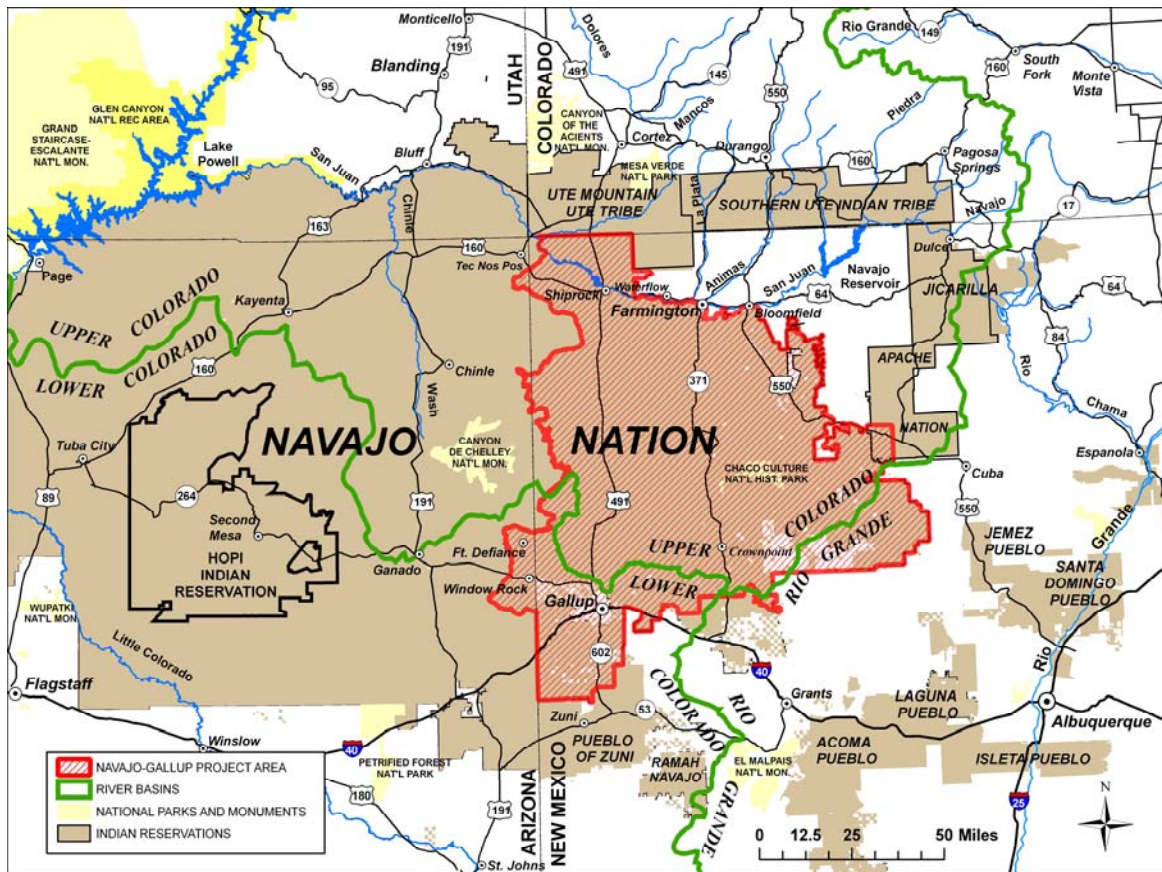 Monticello
191
Blanding
95
UTAH
COLORADO
Dolores
491
145
550
Mancos
Rio Grande
149
160
South
Fork
Monte
Vista
Piedra
GLEN CANYON
NAT'L REC AREA
GRAND
STAIRCASE-
ESCALANTE
NAT'L MON.
Lake
Powell
San Juan
Bluff
CANYON
OF THE
ACIENTS
NAT'L MON.
Cortez
MESA VERDE
NAT'L PARK
Durango
160
Pagosa
Springs
UTE MOUNTAIN
UTE TRIBE
La Plata
SOUTHERN UTE INDIAN TRIBE
Navajo
17
163
Chinle
160
Tec Nos Pos
Dulce
Page
Kayenta
Shiprock
Waterflow
Animas
San Juan
Navajo
Reservoir
64
Farmington
Bloomfield
JICARILLA
64
84
UPPER COLORADO
LOWER COLORADO
160
Chinle
Wash
371
550
APACHE
NATION
Rio
Chama
Espanola
NAVAJO
NATION
Tuba City
CANYON
DE CHELLEY
NAT'L MON.
CHACO CULTURE
NAT'L HIST. PARK
Cuba
89
264
191
491
550
Second
Mesa
HOPI
INDIAN
RESERVATION
Ganado
Ft. Defiance
UPPER
COLORADO
Crownpoint
RIO GRANDE
JEMEZ
PUEBLO
Grande
SANTA
DOMINGO
PUEBLO
Window Rock
LOWER
Gallup
WUPATKI
NAT'L MON
Little Colorado
602
COLORADO
RIO
GRANDE
40
Rio
Flagstaff
Zuni
53
Grants
LAGUNA
PUEBLO
Albuquerque
Winslow
40
PETRIFIED FOREST
NAT'L PARK
PUEBLO
OF ZUNI
RAMAH
NAVAJO
EL MALPAIS
NAT'L MON.
ACOMA
PUEBLO
ISLETA PUEBLO
180
191
ARIZONA
NEW MEXICO
25
St. Johns
NAVAJO-GALLUP PROJECT AREA
RIVER BASINS
NATIONAL PARKS AND MONUMENTS
INDIAN RESERVATIONS
N
0 12.5 25 50 Miles